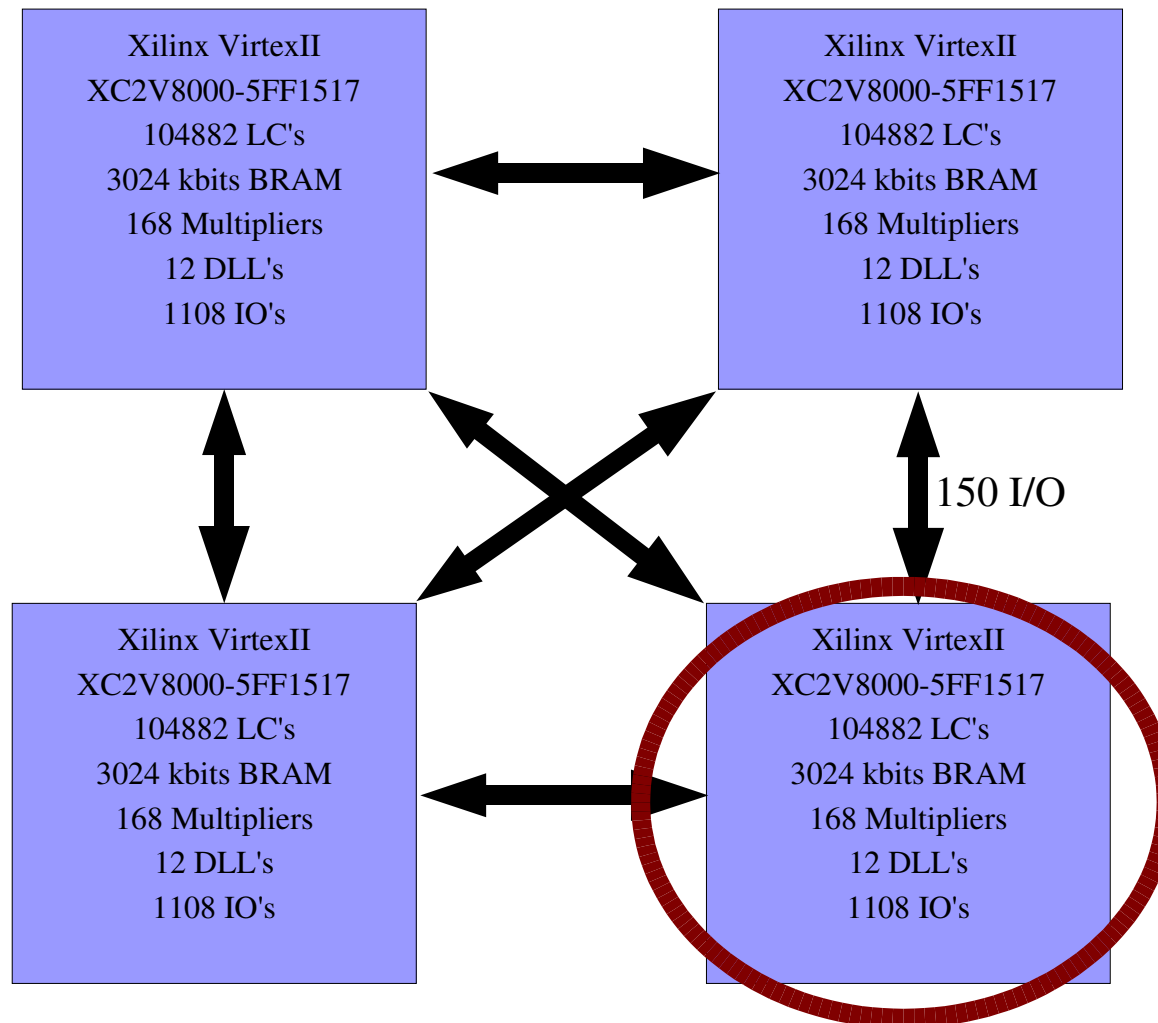 Xilinx VirtexII
XC2V8000-5FF1517
104882 LC's
3024 kbits BRAM
168 Multipliers
12 DLL's
1108 IO's
Xilinx VirtexII
XC2V8000-5FF1517
104882 LC's
3024 kbits BRAM
168 Multipliers
12 DLL's
1108 IO's
150 I/O
Xilinx VirtexII
XC2V8000-5FF1517
104882 LC's
3024 kbits BRAM
168 Multipliers
12 DLL's
1108 IO's
Xilinx VirtexII
XC2V8000-5FF1517
104882 LC's
3024 kbits BRAM
168 Multipliers
12 DLL's
1108 IO's